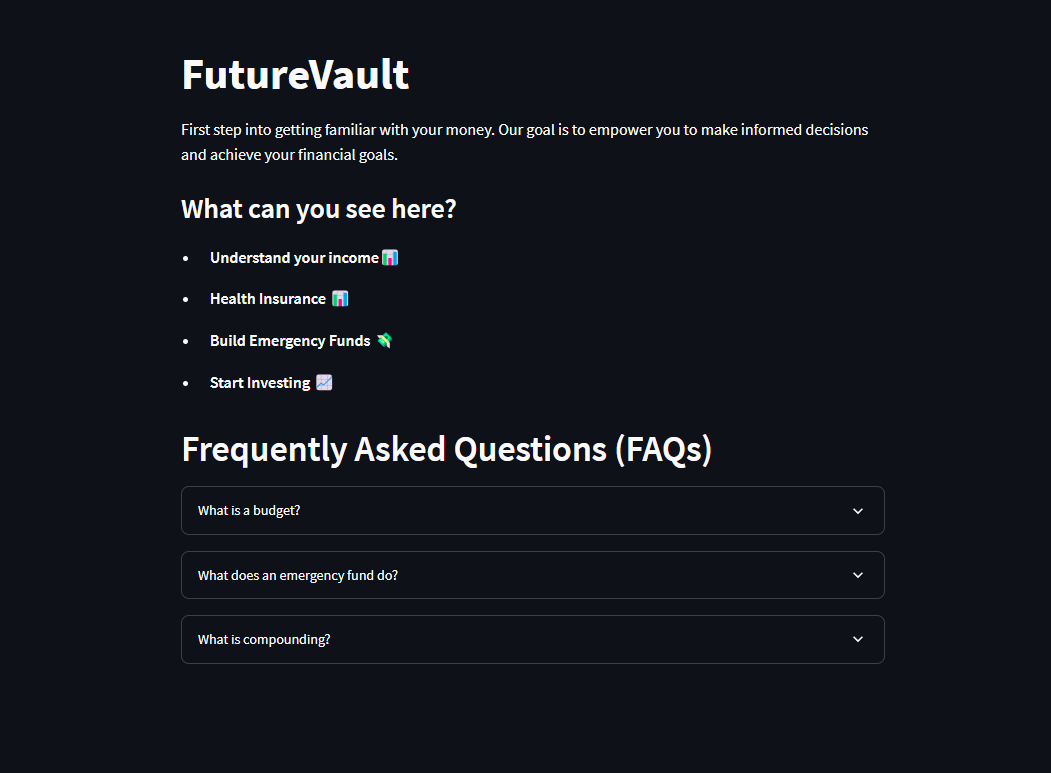 FutureVault
First step into getting familiar with your money. Our goal is to empower you to make informed decisions
and achieve your financial goals.
What can you see here?
• Understand your income 📊
• Health Insurance 📊
• Build Emergency Funds 💸
• Start Investing 📈
Frequently Asked Questions (FAQs)
What is a budget?
What does an emergency fund do?
What is compounding?